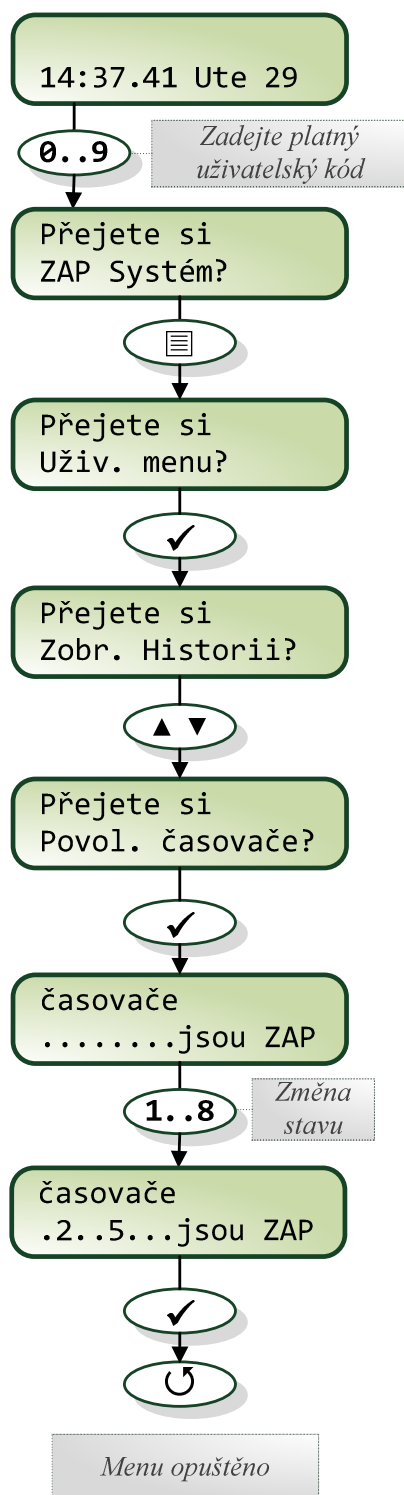 14:37.41 Ute 29
0..9
Zadejte platný
uživatelský kód
Přejete si
ZAP Systém?
Přejete si
Uživ. menu?
Přejete si
Zobr. Historii?
Přejete si
Povol. časovače?
časovače
........jsou ZAP
1..8
Změna
stavu
časovače
.2..5...jsou ZAP
Menu opuštěno